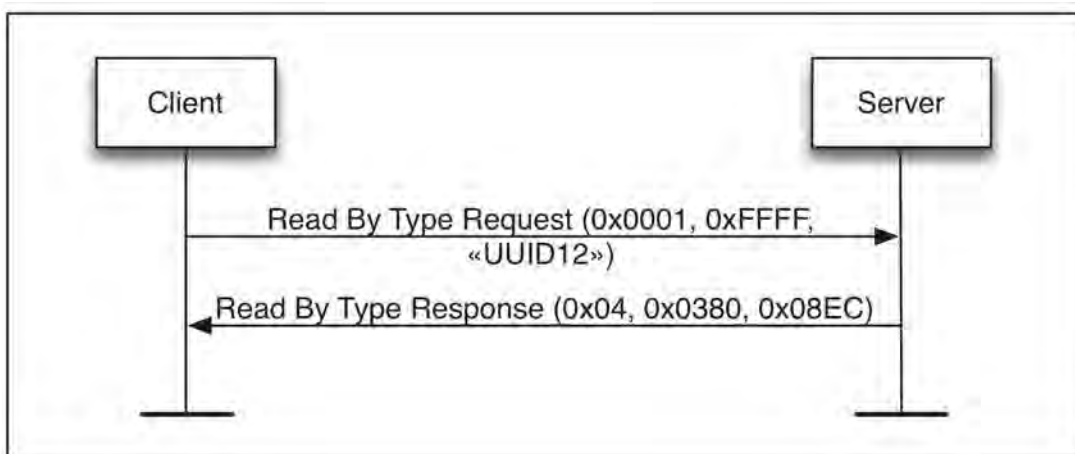 Client
Server
Read By Type Request (0x0001, 0xFFFF,
«UUID12»)
Read By Type Response (0x04, 0x0380, 0x08EC)